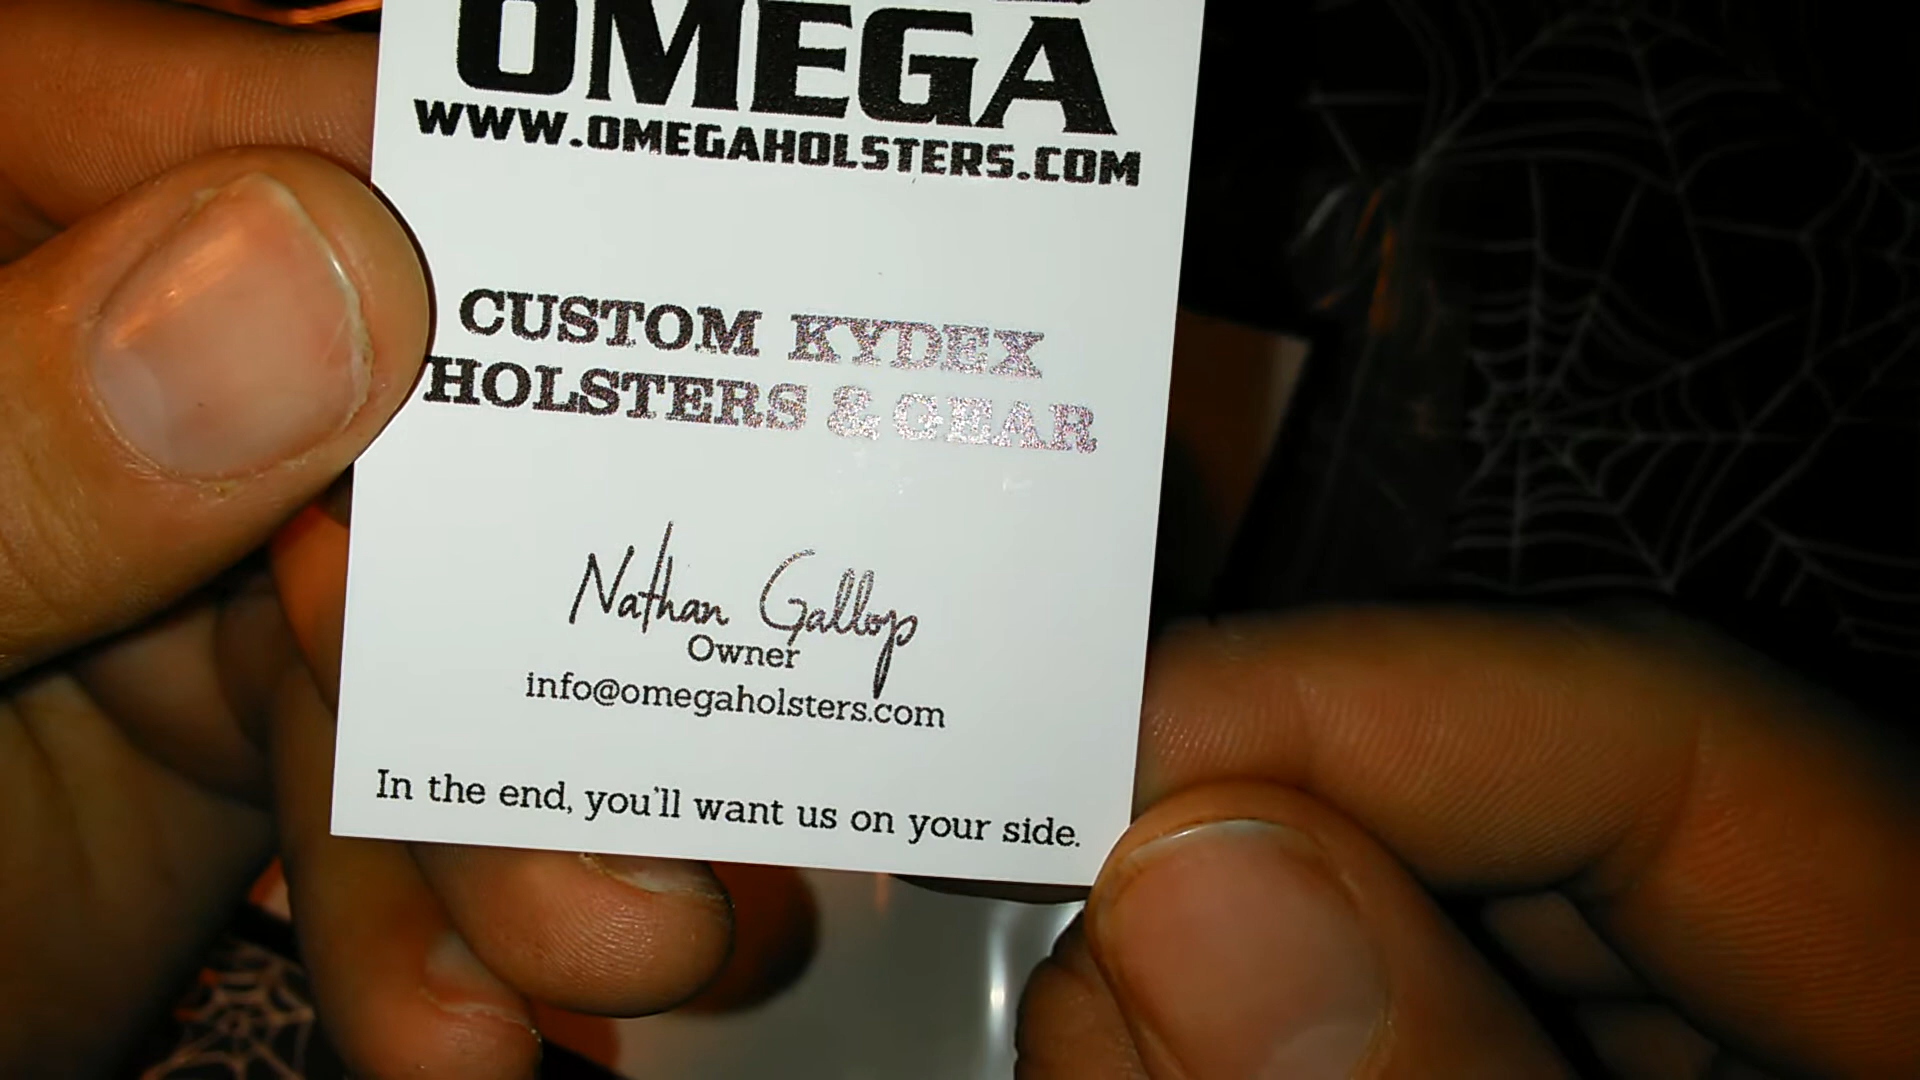 OMEGA
WWW.OMEGAHOLSTERS.COM
CUSTOM KYDEX
HOLSTERS & GEAR
Nathan Gallop
Owner
info@omegaholsters.com
In the end, you'll want us on your side.